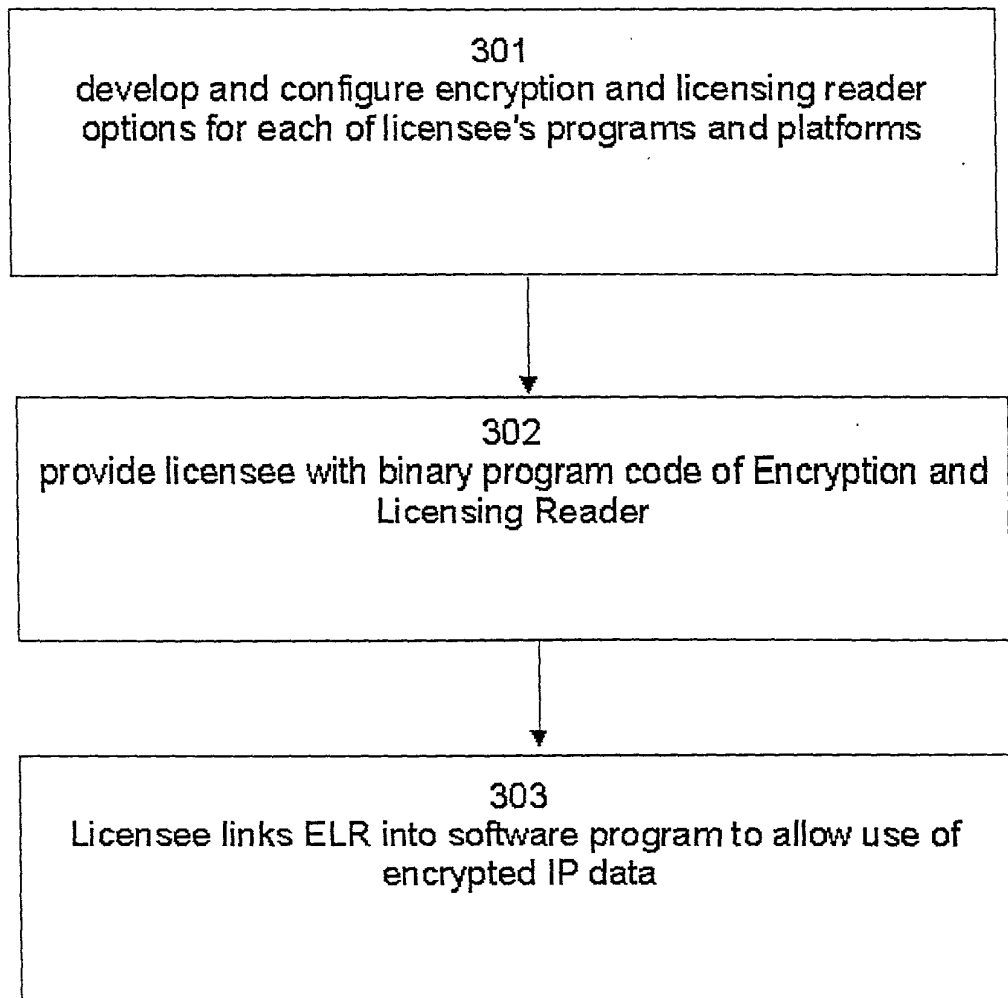 301
develop and configure encryption and licensing reader
options for each of licensee's programs and platforms
302
provide licensee with binary program code of Encryption and
Licensing Reader
303
Licensee links ELR into software program to allow use of
encrypted IP data